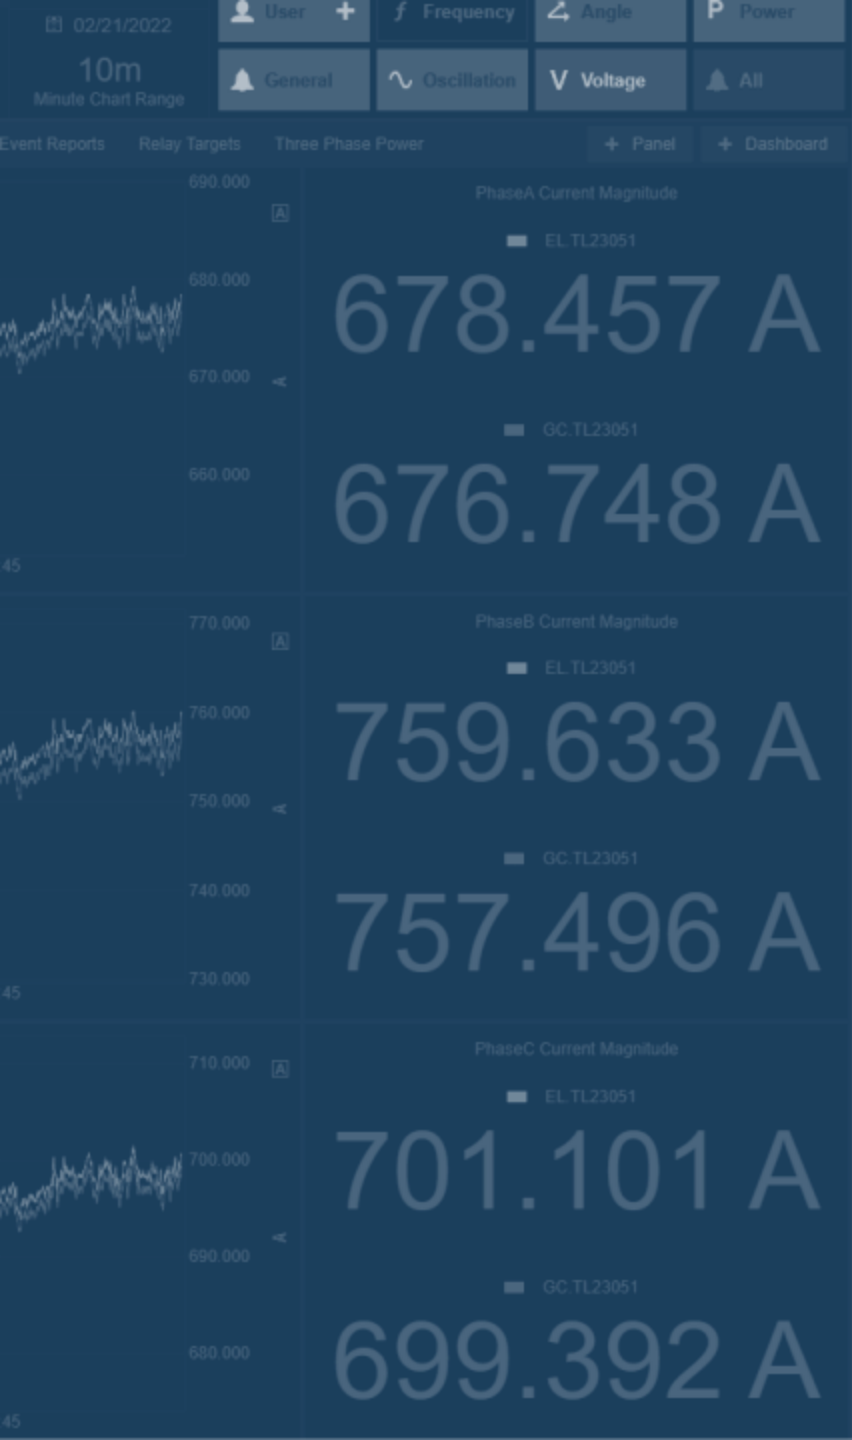 User + f Frequency Angle P Power
02/21/2022
10m
Minute Chart Range
General Oscillation V Voltage All
Event Reports Relay Targets Three Phase Power + Panel + Dashboard
690.000
680.000
670.000
660.000
A
A
:45
PhaseA Current Magnitude
EL.TL23051
678.457 A
GC.TL23051
676.748 A
770.000
760.000
750.000
740.000
730.000
A
A
:45
PhaseB Current Magnitude
EL.TL23051
759.633 A
GC.TL23051
757.496 A
710.000
700.000
690.000
680.000
A
A
:45
PhaseC Current Magnitude
EL.TL23051
701.101 A
GC.TL23051
699.392 A